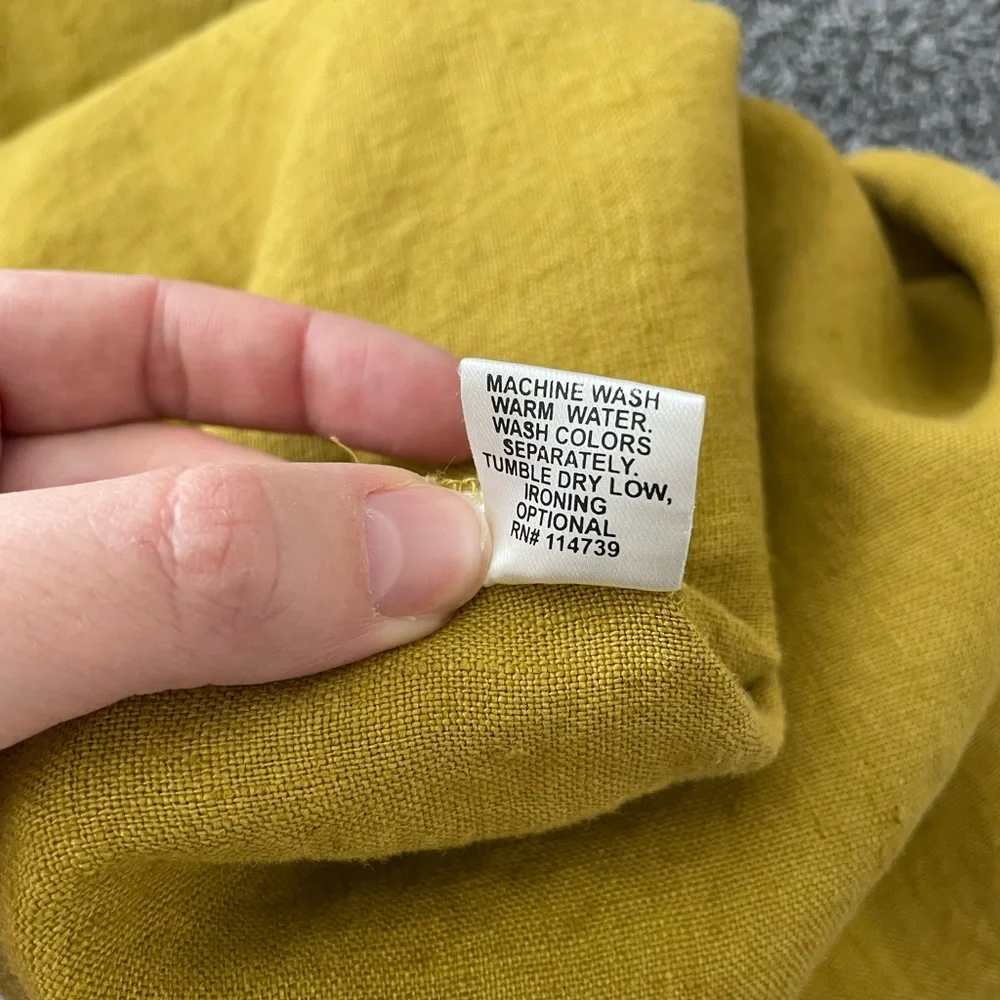 MACHINE WASH
WARM WATER.
WASH COLORS
SEPARATELY.
TUMBLE DRY LOW,
IRONING
OPTIONAL
RN# 114739